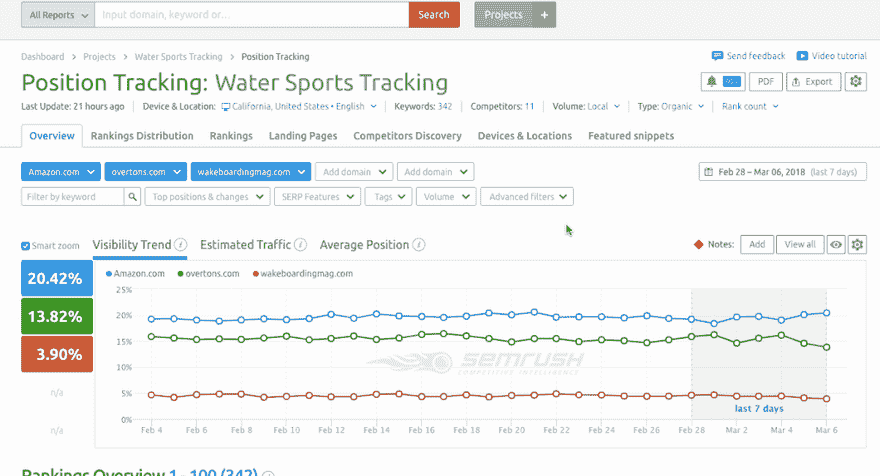 All Reports Input domain, keyword or... Search Projects +
Dashboard > Projects > Water Sports Tracking > Position Tracking Send feedback Video tutorial
Position Tracking: Water Sports Tracking PDF Export
Last Update: 21 hours ago Device & Location: California, United States • English Keywords: 342 Competitors: 11 Volume: Local Type: Organic Rank count
Overview Rankings Distribution Rankings Landing Pages Competitors Discovery Devices & Locations Featured snippets
Amazon.com overtons.com wakeboardingmag.com Add domain Add domain Feb 28 – Mar 06, 2018 (last 7 days)
Filter by keyword Top positions & changes SERP Features Tags Volume Advanced filters
Smart zoom Visibility Trend i Estimated Traffic i Average Position i Notes: Add View all
20.42%
13.82%
3.90%
n/a
n/a
Amazon.com overtons.com wakeboardingmag.com
25%
20%
15%
10%
5%
0%
semrush
COMPETITIVE INTELLIGENCE
last 7 days
Feb 4 Feb 6 Feb 8 Feb 10 Feb 12 Feb 14 Feb 16 Feb 18 Feb 20 Feb 22 Feb 24 Feb 26 Feb 28 Mar 2 Mar 4 Mar 6
Rankings Overview 1 - 100 (342)